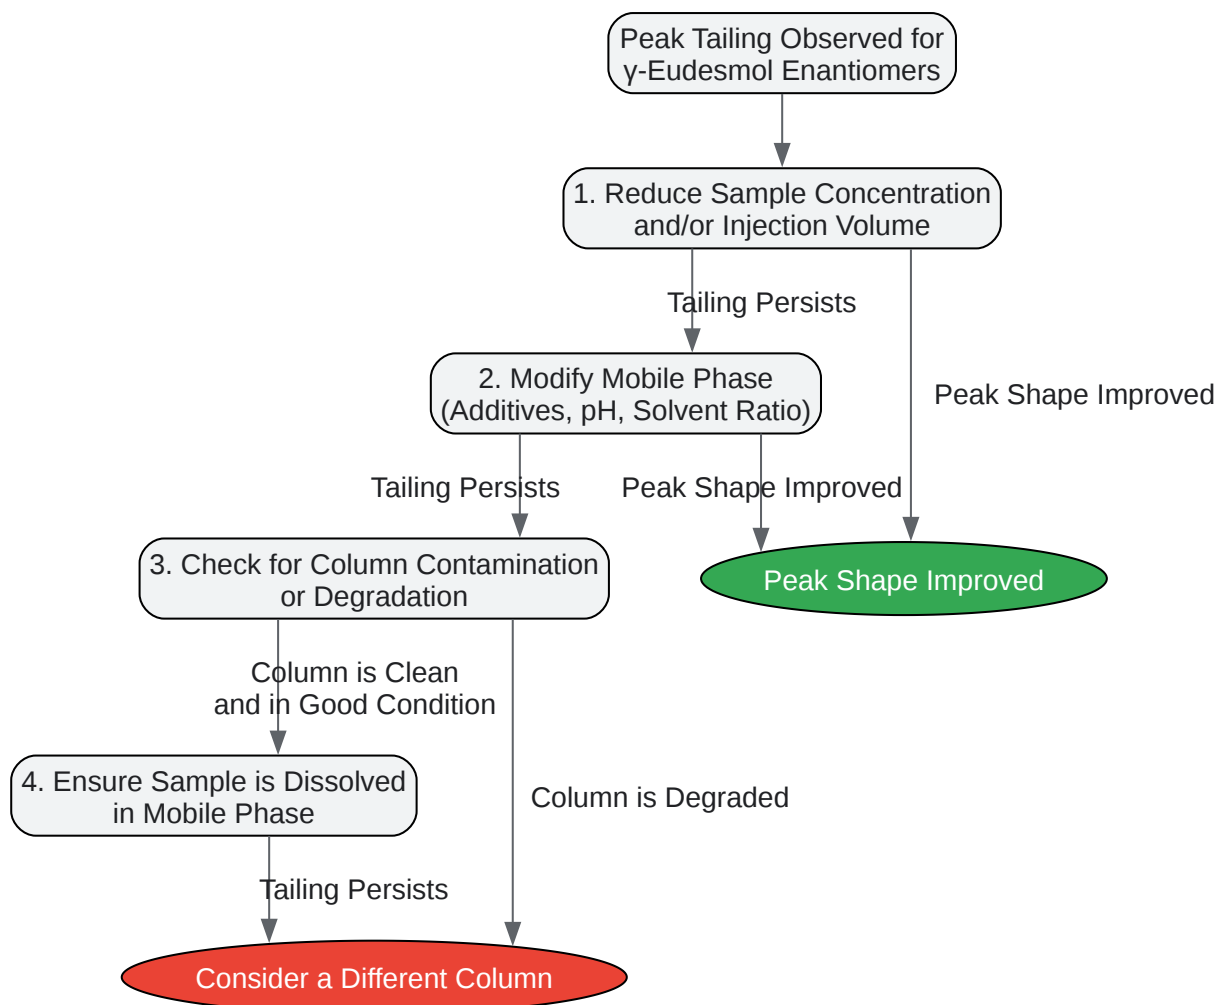 Peak Tailing Observed for
γ-Eudesmol Enantiomers
1. Reduce Sample Concentration
and/or Injection Volume
Tailing Persists
2. Modify Mobile Phase
(Additives, pH, Solvent Ratio)
Peak Shape Improved
Tailing Persists
Peak Shape Improved
3. Check for Column Contamination
or Degradation
Peak Shape Improved
Column is Clean
and in Good Condition
4. Ensure Sample is Dissolved
in Mobile Phase
Column is Degraded
Tailing Persists
Consider a Different Column